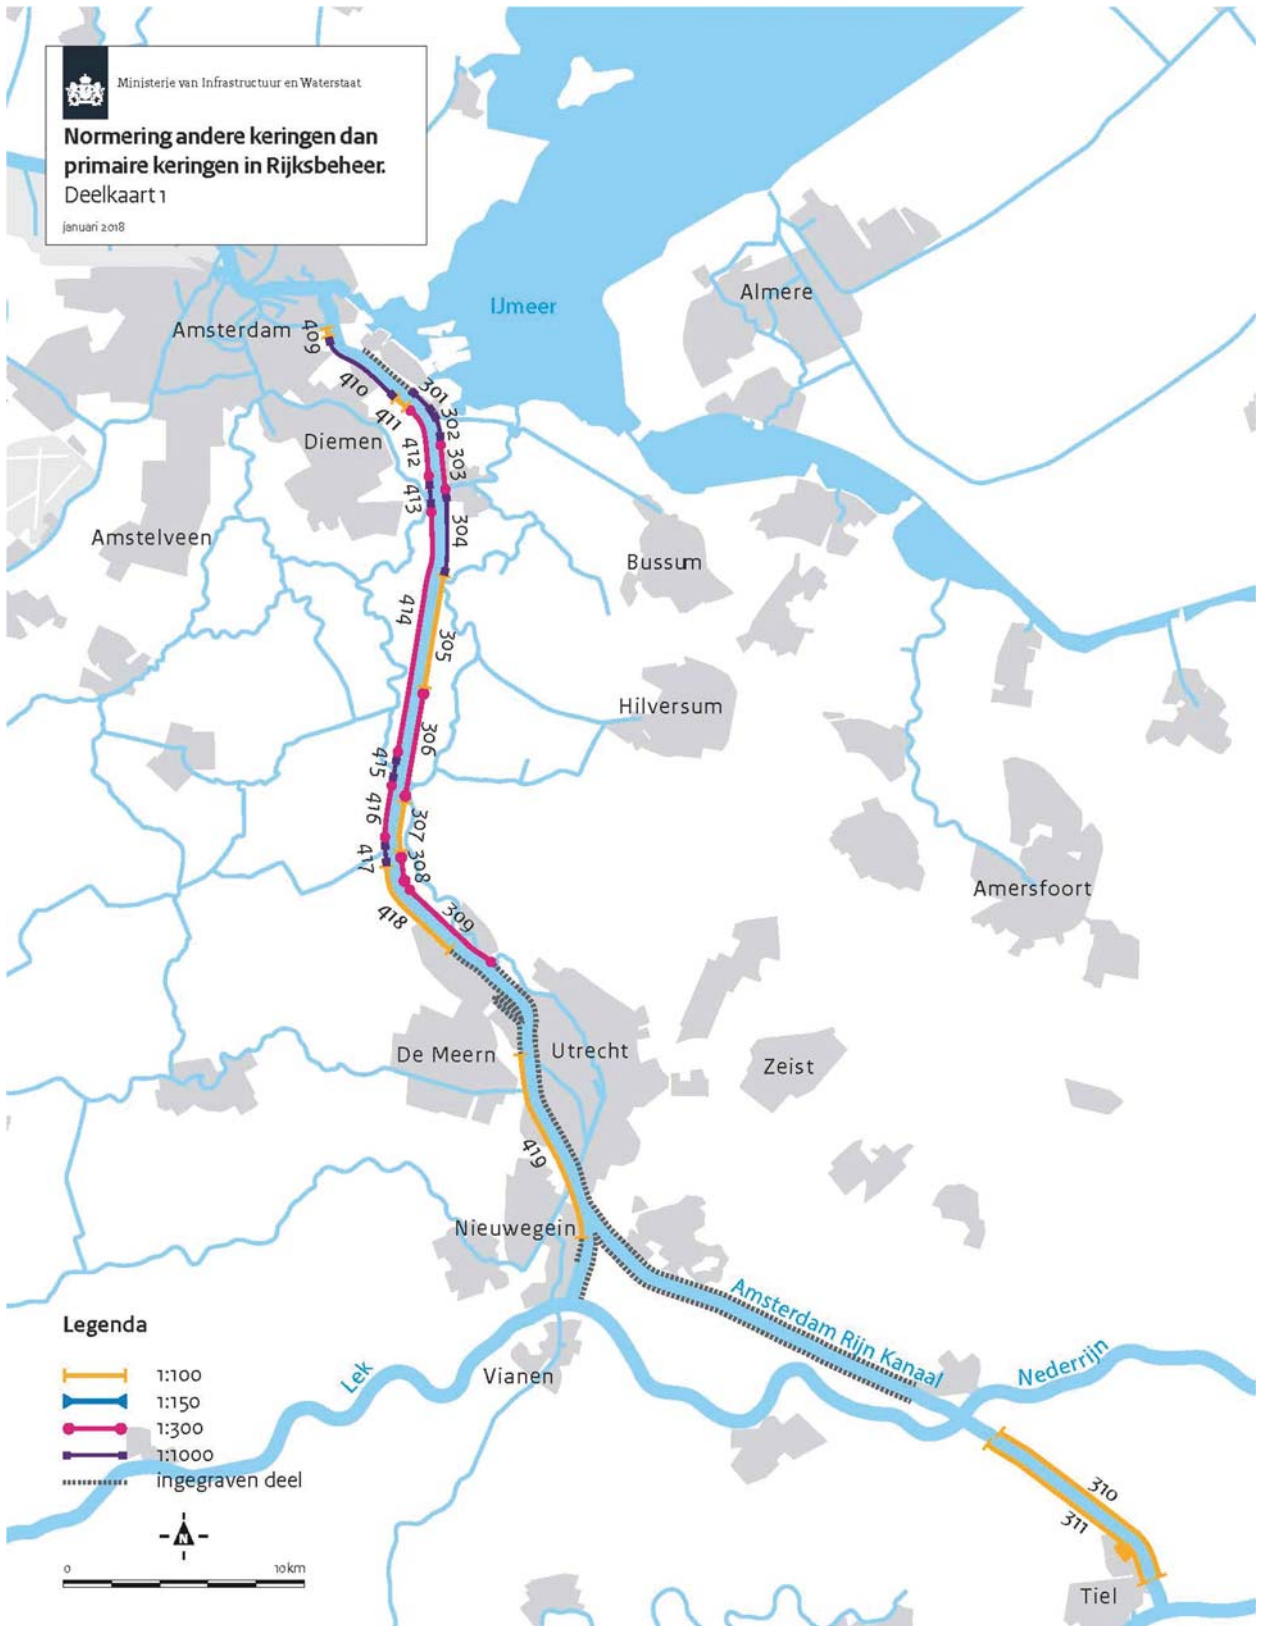 Ministerie van Infrastructuur en Waterstaat
Normering andere keringen dan
primaire keringen in Rijksbeheer.
Deelkaart 1
januari 2018
IJmeer
Almere
Amsterdam
409
410
411
301
302
Diemen
412
303
413
304
Amstelveen
Bussum
414
305
Hilversum
306
415
416
307
417
308
Amersfoort
418
309
De Meern
Utrecht
Zeist
419
Nieuwegein
Amsterdam Rijn Kanaal
Nederrijn
Lek
Vianen
310
311
Tiel
Legenda
1:100
1:150
1:300
1:1000
ingegraven deel
N
0 10km